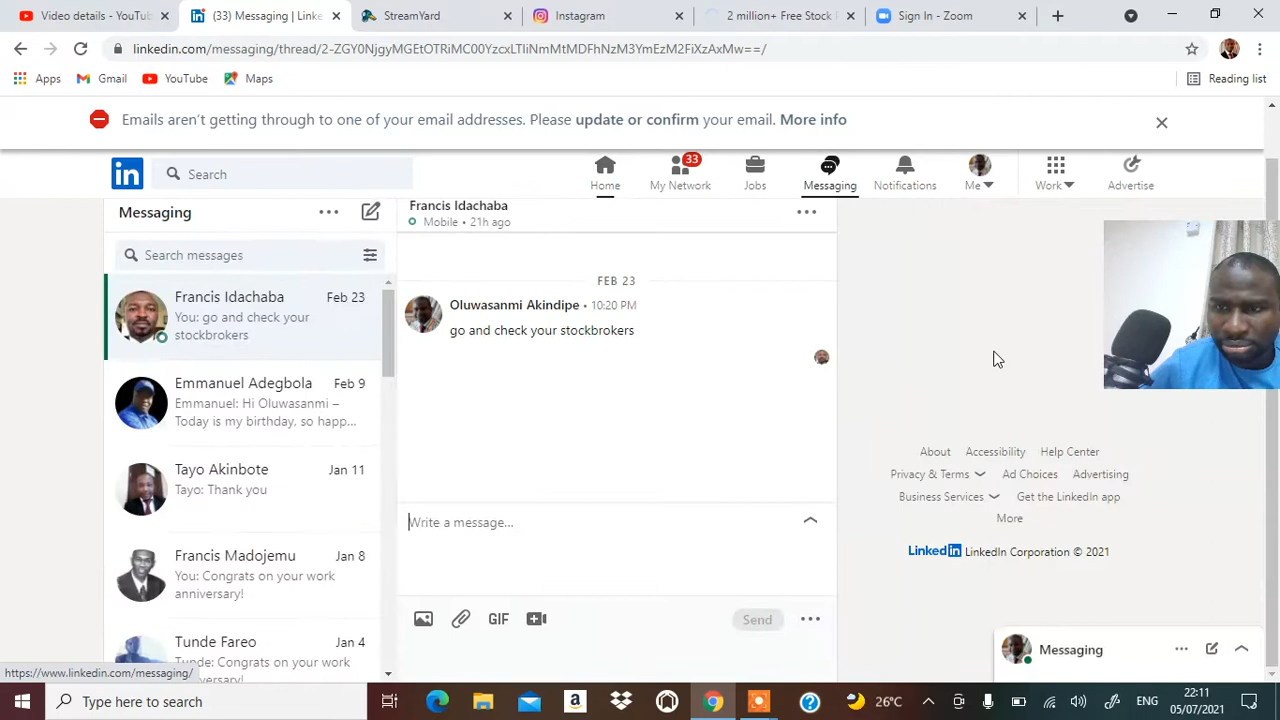 Video details - YouTu
(33) Messaging | Linke
StreamYard
Instagram
2 million+ Free Stock
Sign In - Zoom
linkedin.com/messaging/thread/2-ZGY0NjgyMGEtOTRiMC00YzcxLTliNmMtMDFhNzM3YmEzM2FiXzAxMw==/
Apps
Gmail
YouTube
Maps
Reading list
Emails aren't getting through to one of your email addresses. Please update or confirm your email. More info
in
Search
33
Home
My Network
Jobs
Messaging
Notifications
Me
Work
Advertise
Messaging
Search messages
Francis Idachaba
Feb 23
You: go and check your
stockbrokers
Emmanuel Adegbola
Feb 9
Emmanuel: Hi Oluwasanmi –
Today is my birthday, so happ...
Tayo Akinbote
Jan 11
Tayo: Thank you
Francis Madojemu
Jan 8
You: Congrats on your work
anniversary!
Tunde Fareo
Jan 4
Tunde: Congrats on your work
anniversary!
Francis Idachaba
Mobile • 21h ago
FEB 23
Oluwasanmi Akindipe • 10:20 PM
go and check your stockbrokers
Write a message...
GIF
Send
About
Accessibility
Help Center
Privacy & Terms
Ad Choices
Advertising
Business Services
Get the LinkedIn app
More
LinkedIn LinkedIn Corporation © 2021
Messaging
https://www.linkedin.com/messaging/
Type here to search
26°C
ENG
22:11
05/07/2021